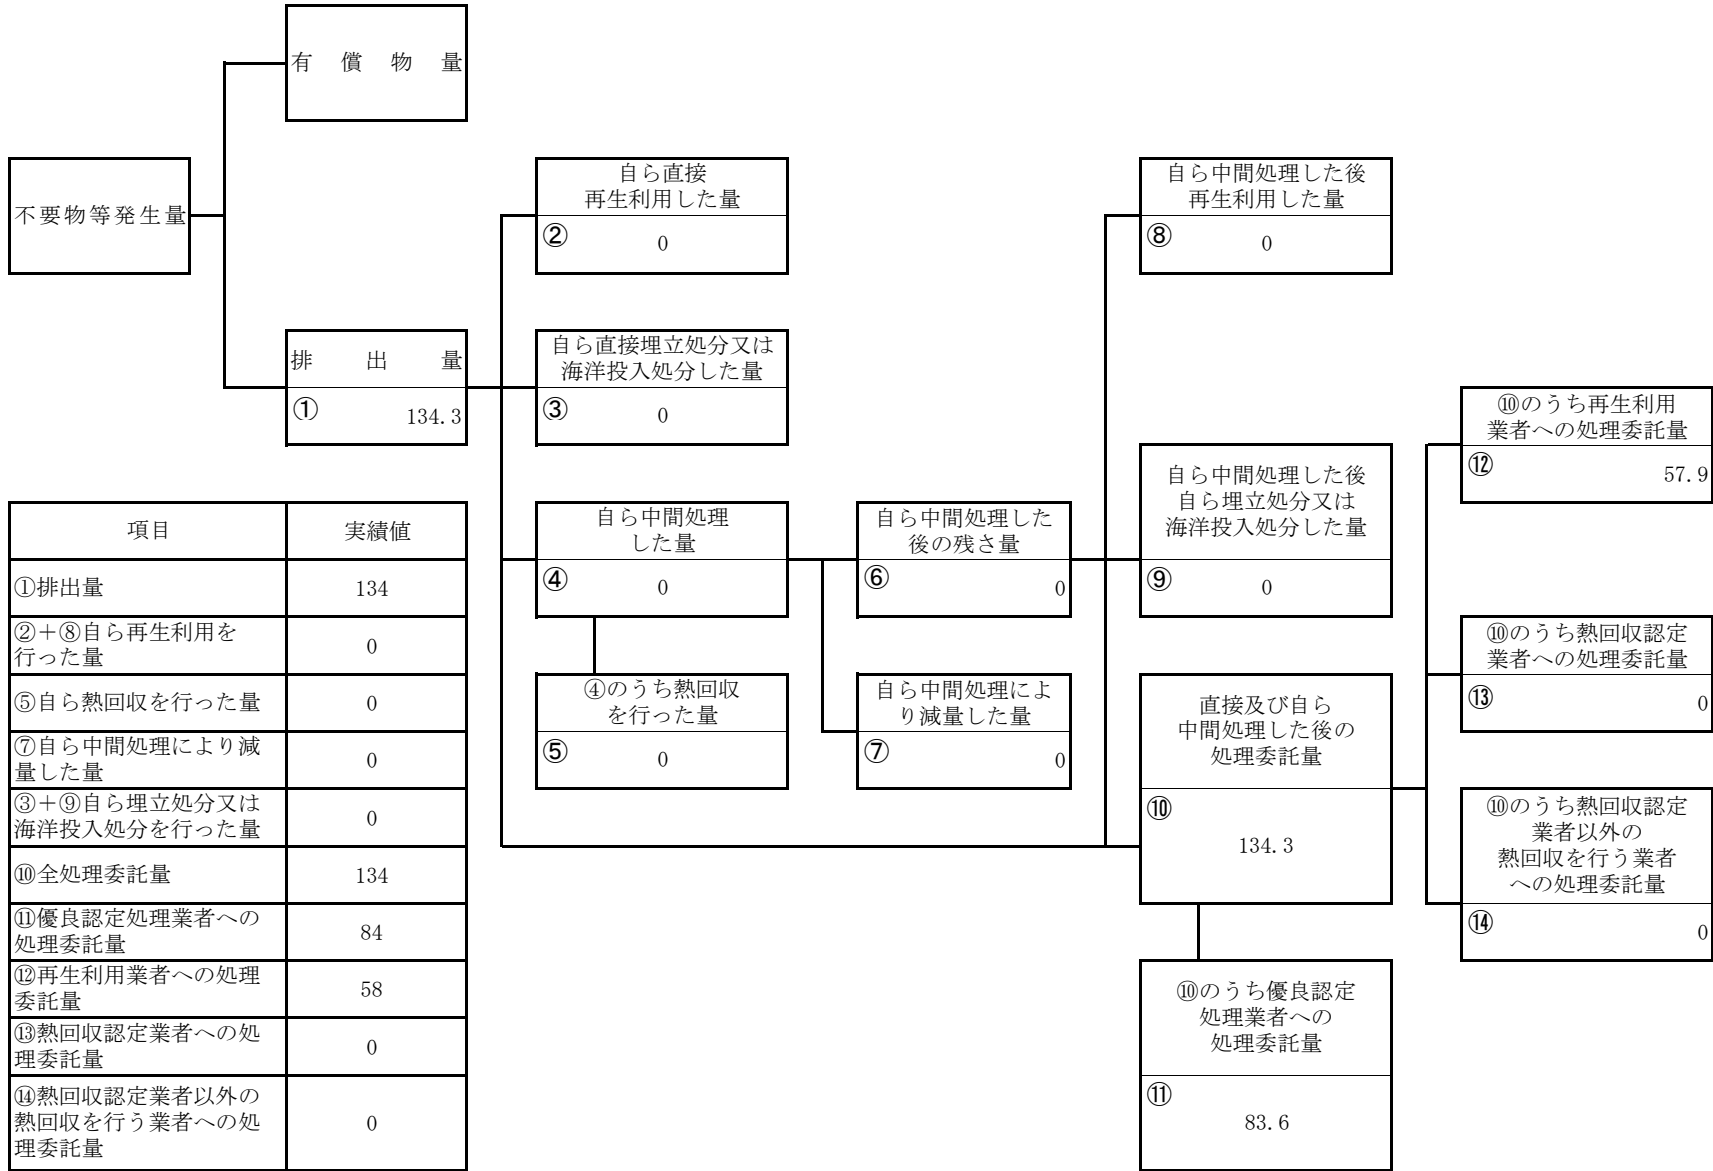 有償物量
不要物等発生量
排出量
① 134.3
自ら直接
再生利用した量
② 0
自ら直接埋立処分又は
海洋投入処分した量
③ 0
自ら中間処理
した量
④ 0
④のうち熱回収
を行った量
⑤ 0
自ら中間処理した
後の残さ量
⑥ 0
自ら中間処理によ
り減量した量
⑦ 0
自ら中間処理した後
再生利用した量
⑧ 0
自ら中間処理した後
自ら埋立処分又は
海洋投入処分した量
⑨ 0
直接及び自ら
中間処理した後の
処理委託量
⑩
134.3
⑩のうち優良認定
処理業者への
処理委託量
⑪
83.6
⑩のうち再生利用
業者への処理委託量
⑫ 57.9
⑩のうち熱回収認定
業者への処理委託量
⑬ 0
⑩のうち熱回収認定
業者以外の
熱回収を行う業者
への処理委託量
⑭ 0
項目 実績値
①排出量 134
②＋⑧自ら再生利用を
行った量 0
⑤自ら熱回収を行った量 0
⑦自ら中間処理により減
量した量 0
③＋⑨自ら埋立処分又は
海洋投入処分を行った量 0
⑩全処理委託量 134
⑪優良認定処理業者への
処理委託量 84
⑫再生利用業者への処理
委託量 58
⑬熱回収認定業者への処
理委託量 0
⑭熱回収認定業者以外の
熱回収を行う業者への処
理委託量 0